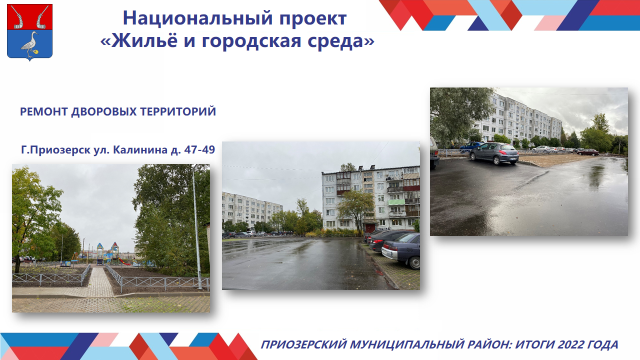 Национальный проект
«Жильё и городская среда»
РЕМОНТ ДВОРОВЫХ ТЕРРИТОРИЙ
Г.Приозерск ул. Калинина д. 47-49
ПРИОЗЕРСКИЙ МУНИЦИПАЛЬНЫЙ РАЙОН: ИТОГИ 2022 ГОДА